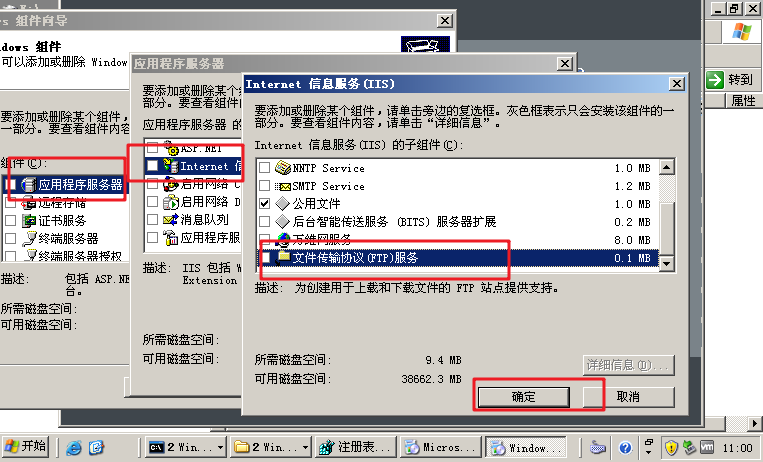 s 组件向导
dows 组件
可以添加或删除 Window
要添加或删除某个组件，
一部分。要查看组件内容
组件(C):
应用程序服务器
远程存储
证书服务
终端服务器
终端服务器授权
描述: 包括 ASP.NE
台。
所需磁盘空间:
可用磁盘空间:
应用程序服务器
要添加或删除某个组
部分。要查看组件内
应用程序服务器 的
ASP.NET
Internet 信
启用网络 C
启用网络 D
消息队列
应用程序服
描述: IIS 包括 W
Extension
所需磁盘空间:
可用磁盘空间:
Internet 信息服务(IIS)
要添加或删除某个组件，请单击旁边的复选框。灰色框表示只会安装该组件的一
部分。要查看组件内容，请单击“详细信息”。
Internet 信息服务(IIS) 的子组件(C):
NNTP Service 1.0 MB
SMTP Service 1.2 MB
公用文件 1.0 MB
后台智能传送服务 (BITS) 服务器扩展 0.2 MB
万维网服务 8.0 MB
文件传输协议(FTP)服务 0.1 MB
描述: 为创建用于上载和下载文件的 FTP 站点提供支持。
所需磁盘空间: 9.4 MB
可用磁盘空间: 38662.3 MB
详细信息(D)...
确定
取消
转到
属性
开始
2 Win...
2 Win...
注册表...
Micros...
Window...
11:00